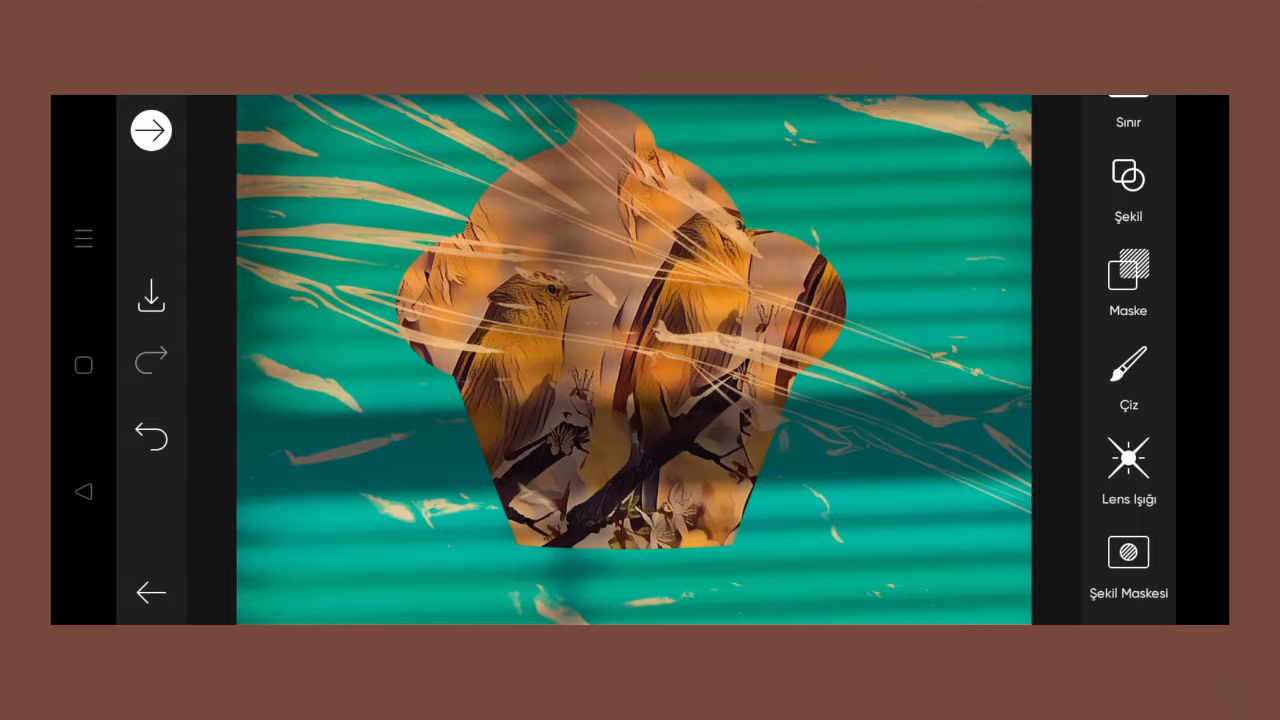 Sınır
Şekil
Maske
Çiz
Lens Işığı
Şekil Maskesi